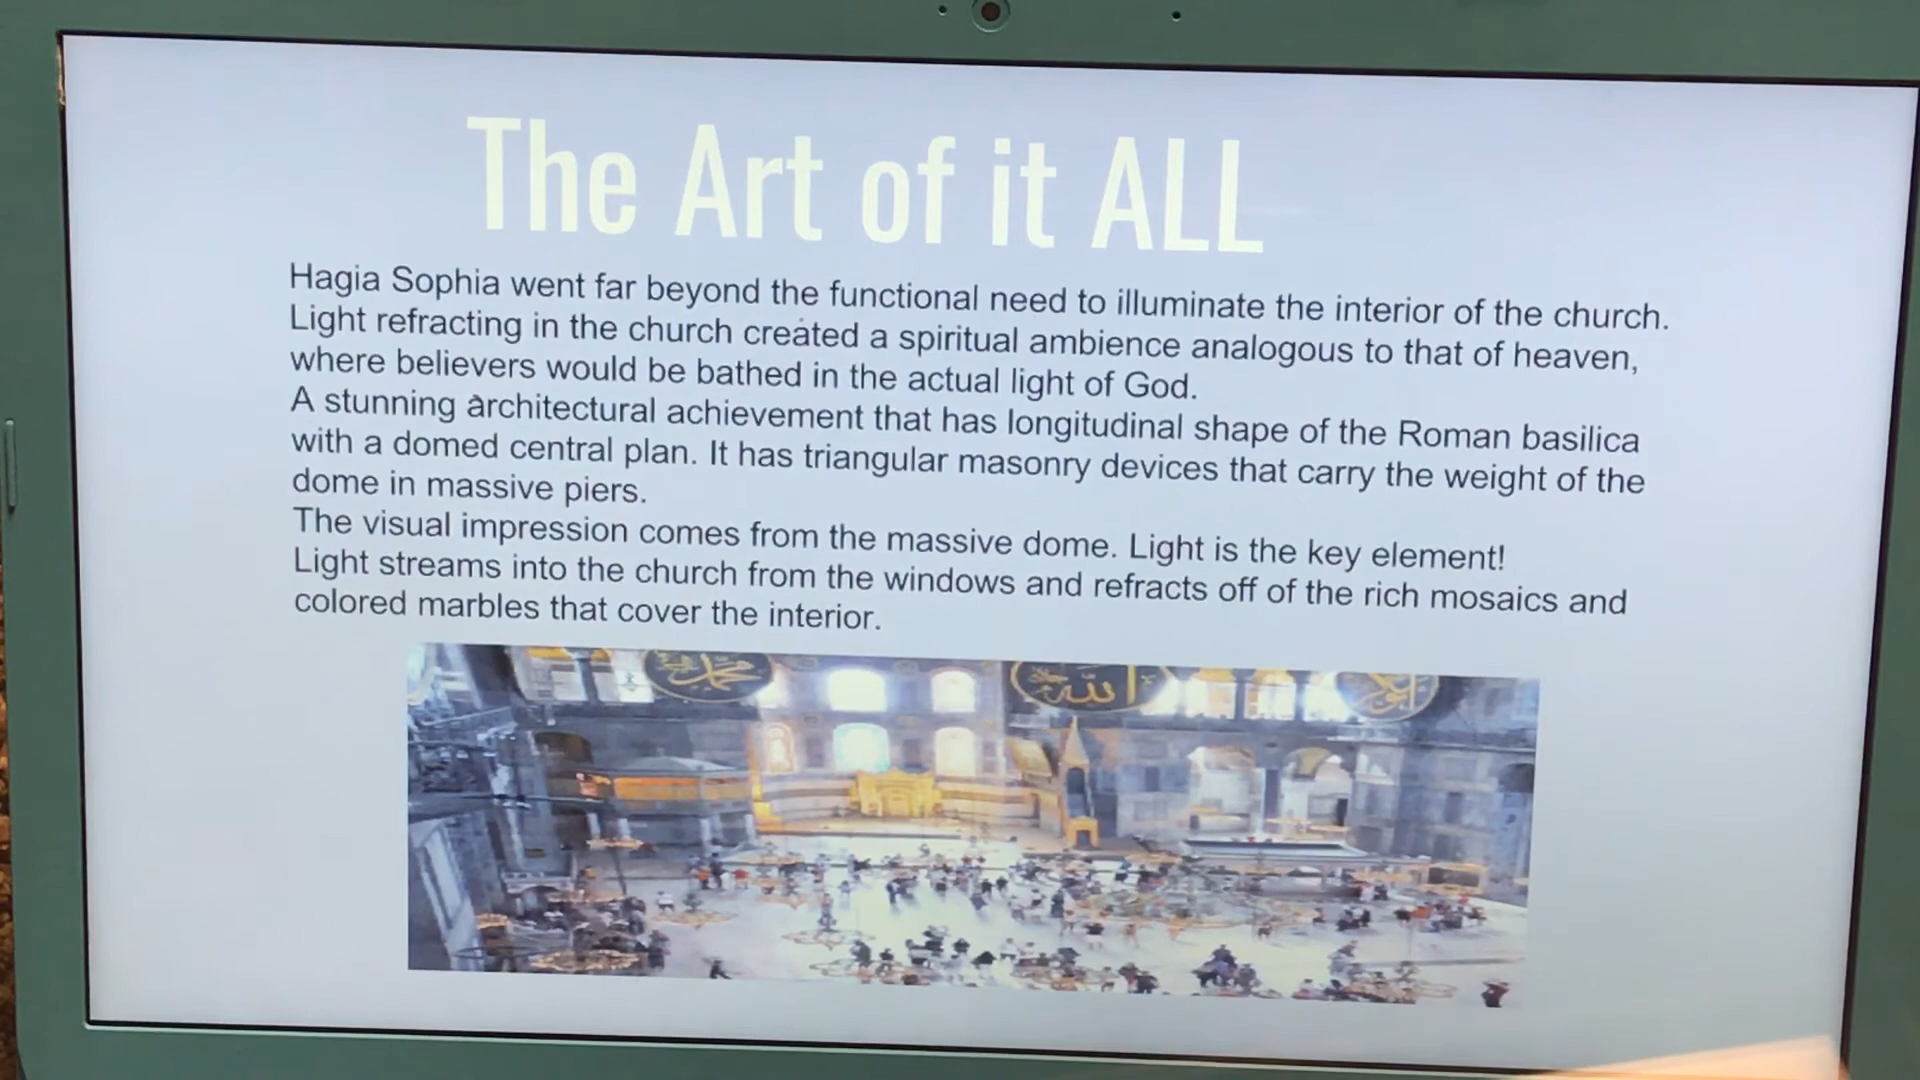 The Art of it ALL
Hagia Sophia went far beyond the functional need to illuminate the interior of the church.
Light refracting in the church created a spiritual ambience analogous to that of heaven,
where believers would be bathed in the actual light of God.
A stunning architectural achievement that has longitudinal shape of the Roman basilica
with a domed central plan. It has triangular masonry devices that carry the weight of the
dome in massive piers.
The visual impression comes from the massive dome. Light is the key element!
Light streams into the church from the windows and refracts off of the rich mosaics and
colored marbles that cover the interior.
محمد
الله